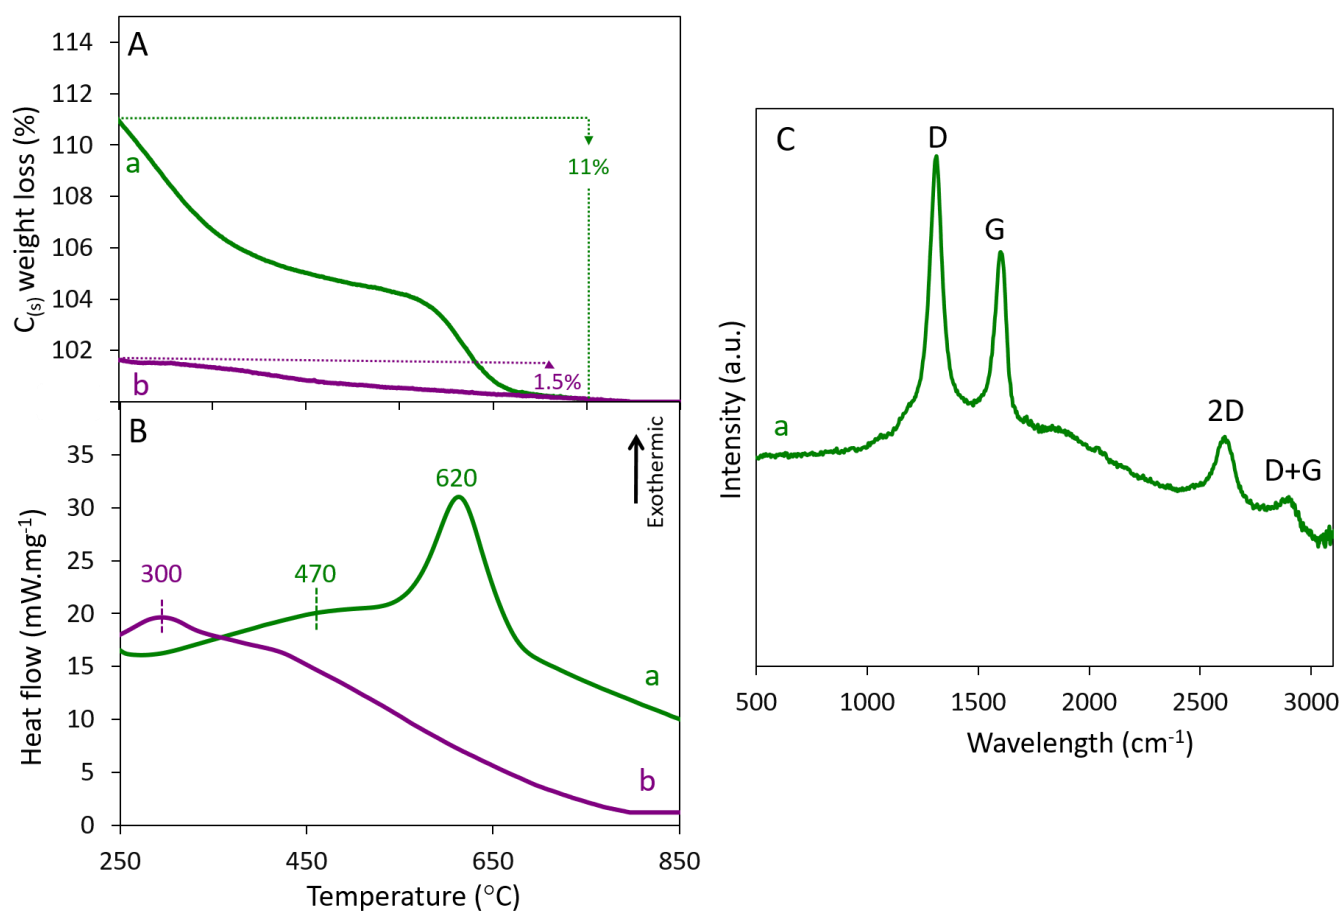 A
114
112
110
108
106
104
102
C(s) weight loss (%)
a
11%
b
1.5%
B
35
30
25
20
15
10
5
0
Heat flow (mW.mg-1)
Exothermic
620
470
300
a
b
250
450
650
850
Temperature (°C)
C
D
G
2D
D+G
a
Intensity (a.u.)
500
1000
1500
2000
2500
3000
Wavelength (cm-1)